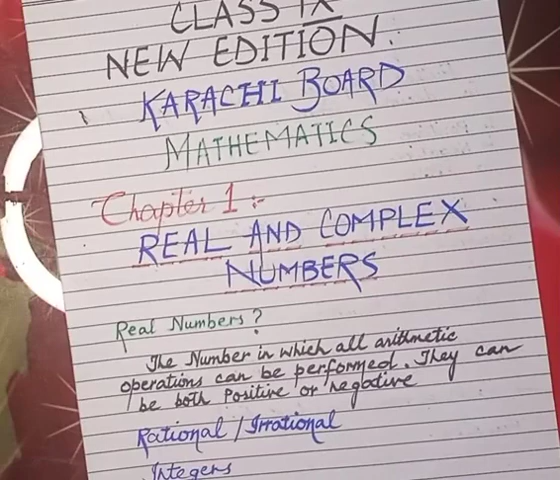 CLASS IX
NEW EDITION.
KARACHI BOARD
MATHEMATICS
Chapter 1 :-
REAL AND COMPLEX
NUMBERS
Real Numbers ?
The Number in which all arithmetic
operations can be performed. They can
be both Positive or negative
Rational / Irrational
Integers